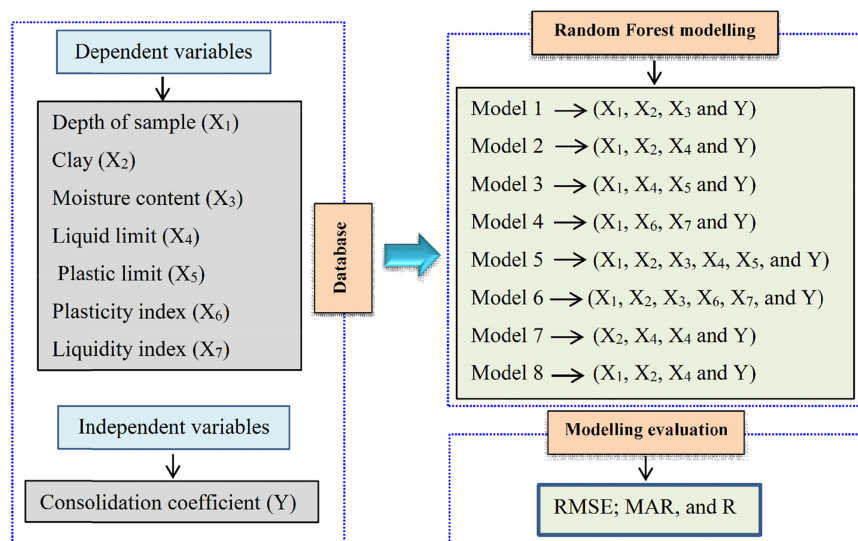 Dependent variables
Depth of sample (X₁)
Clay (X₂)
Moisture content (X₃)
Liquid limit (X₄)
Plastic limit (X₅)
Plasticity index (X₆)
Liquidity index (X₇)
Independent variables
Consolidation coefficient (Y)
Database
Random Forest modelling
Model 1 → (X₁, X₂, X₃ and Y)
Model 2 → (X₁, X₂, X₄ and Y)
Model 3 → (X₁, X₄, X₅ and Y)
Model 4 → (X₁, X₆, X₇ and Y)
Model 5 → (X₁, X₂, X₃, X₄, X₅, and Y)
Model 6 → (X₁, X₂, X₃, X₆, X₇, and Y)
Model 7 → (X₂, X₄, X₄ and Y)
Model 8 → (X₁, X₂, X₄ and Y)
Modelling evaluation
RMSE; MAR, and R